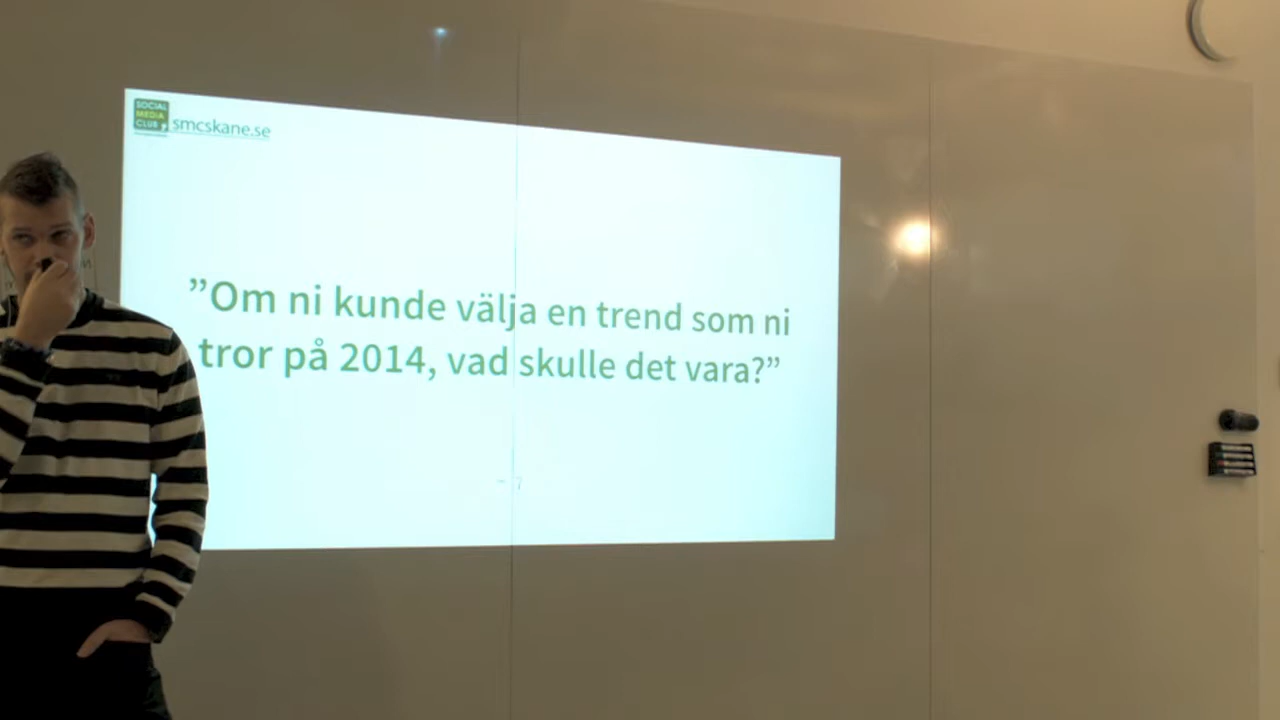 SOCIAL
MEDIA
CLUB
smcskane.se
”Om ni kunde välja en trend som ni
tror på 2014, vad skulle det vara?”